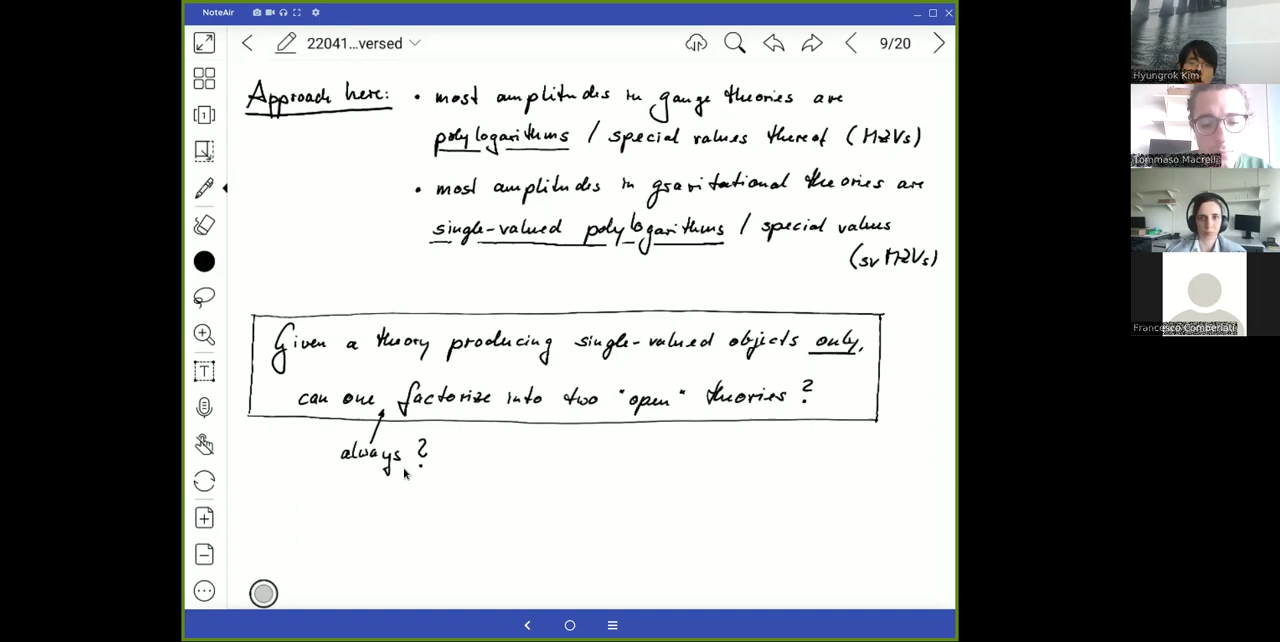 NoteAir
22041...versed
9/20
Approach here:
• most amplitudes in gauge theories are
polylogarithms / special values thereof (MZVs)
• most amplitudes in gravitational theories are
single-valued polylogarithms / special values
(sv MZVs)
Given a theory producing single-valued objects only,
can one factorize into two "open" theories?
always ?
Hyungrok Kim
Tommaso Macrelli
Francesco Comberiati